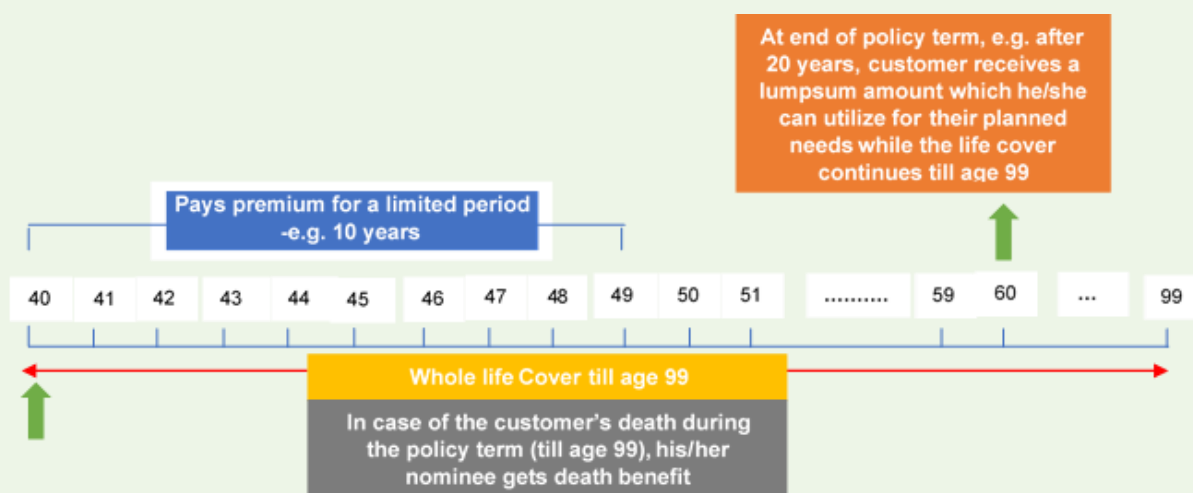 At end of policy term, e.g. after
20 years, customer receives a
lumpsum amount which he/she
can utilize for their planned
needs while the life cover
continues till age 99
Pays premium for a limited period
-e.g. 10 years
40 41 42 43 44 45 46 47 48 49 50 51 .......... 59 60 ... 99
Whole life Cover till age 99
In case of the customer's death during
the policy term (till age 99), his/her
nominee gets death benefit